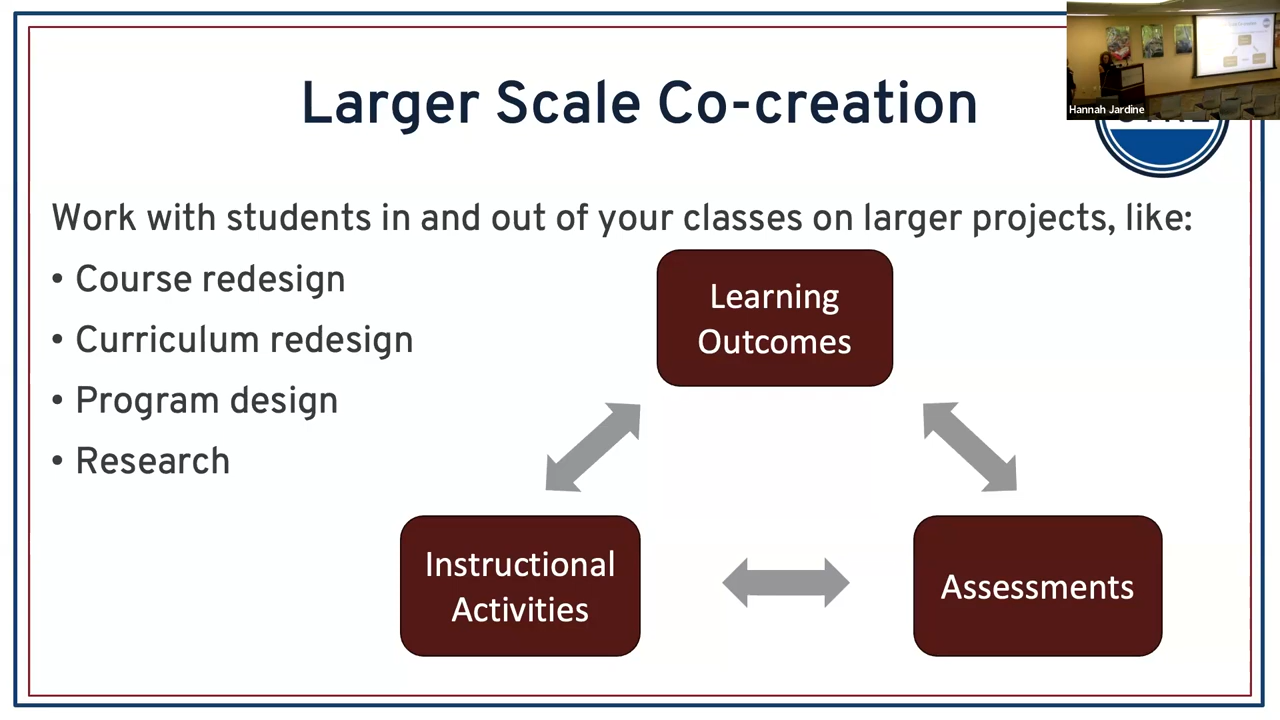 Larger Scale Co-creation
Hannah Jardine
Work with students in and out of your classes on larger projects, like:
• Course redesign
• Curriculum redesign
• Program design
• Research
Learning
Outcomes
Instructional
Activities
Assessments